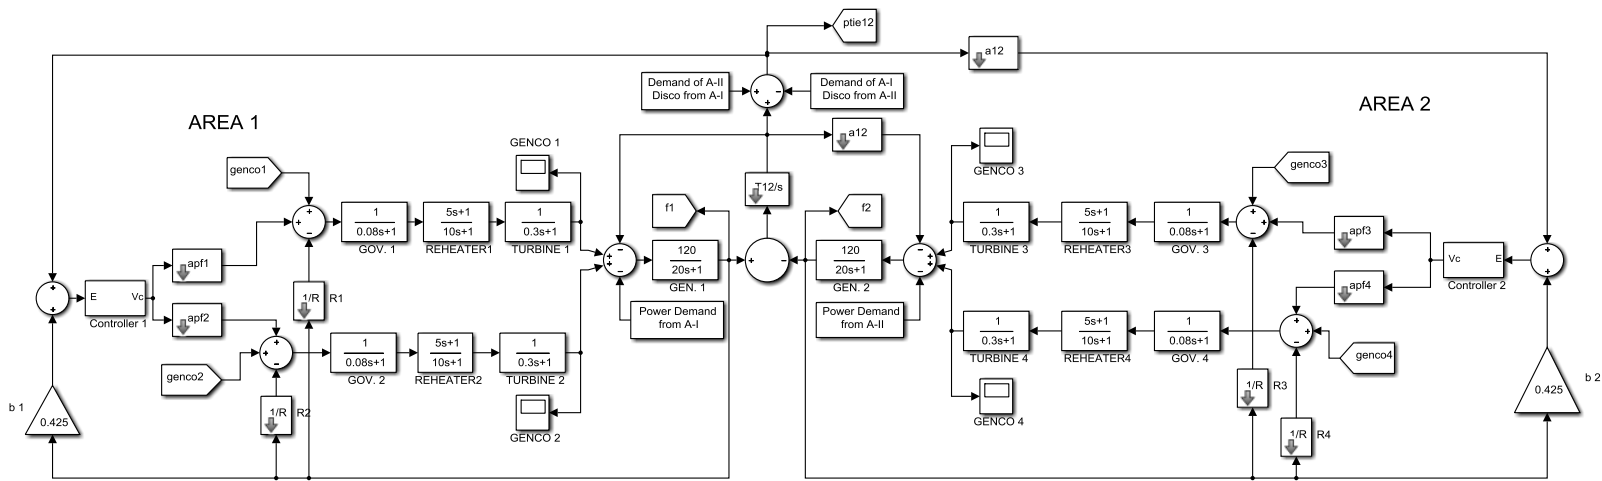 ptie12
a12
Demand of A-II
Disco from A-I
+
−
+
Demand of A-I
Disco from A-II
AREA 1
AREA 2
a12
GENCO 1
GENCO 3
genco1
genco3
T12/s
f1
f2
+
+
−
1
0.08s+1
GOV. 1
5s+1
10s+1
REHEATER1
1
0.3s+1
TURBINE 1
1
0.3s+1
TURBINE 3
5s+1
10s+1
REHEATER3
1
0.08s+1
GOV. 3
+
+
−
apf3
apf1
−
+
+
−
120
20s+1
GEN. 1
+
−
120
20s+1
GEN. 2
−
+
+
−
Vc
E
Controller 2
+
+
+
+
E
Vc
Controller 1
1/R
R1
Power Demand
from A-I
Power Demand
from A-II
apf4
apf2
+
+
−
1
0.08s+1
GOV. 2
5s+1
10s+1
REHEATER2
1
0.3s+1
TURBINE 2
1
0.3s+1
TURBINE 4
5s+1
10s+1
REHEATER4
1
0.08s+1
GOV. 4
+
+
−
genco2
genco4
b 1
0.425
1/R
R2
GENCO 2
GENCO 4
1/R
R3
1/R
R4
0.425
b 2